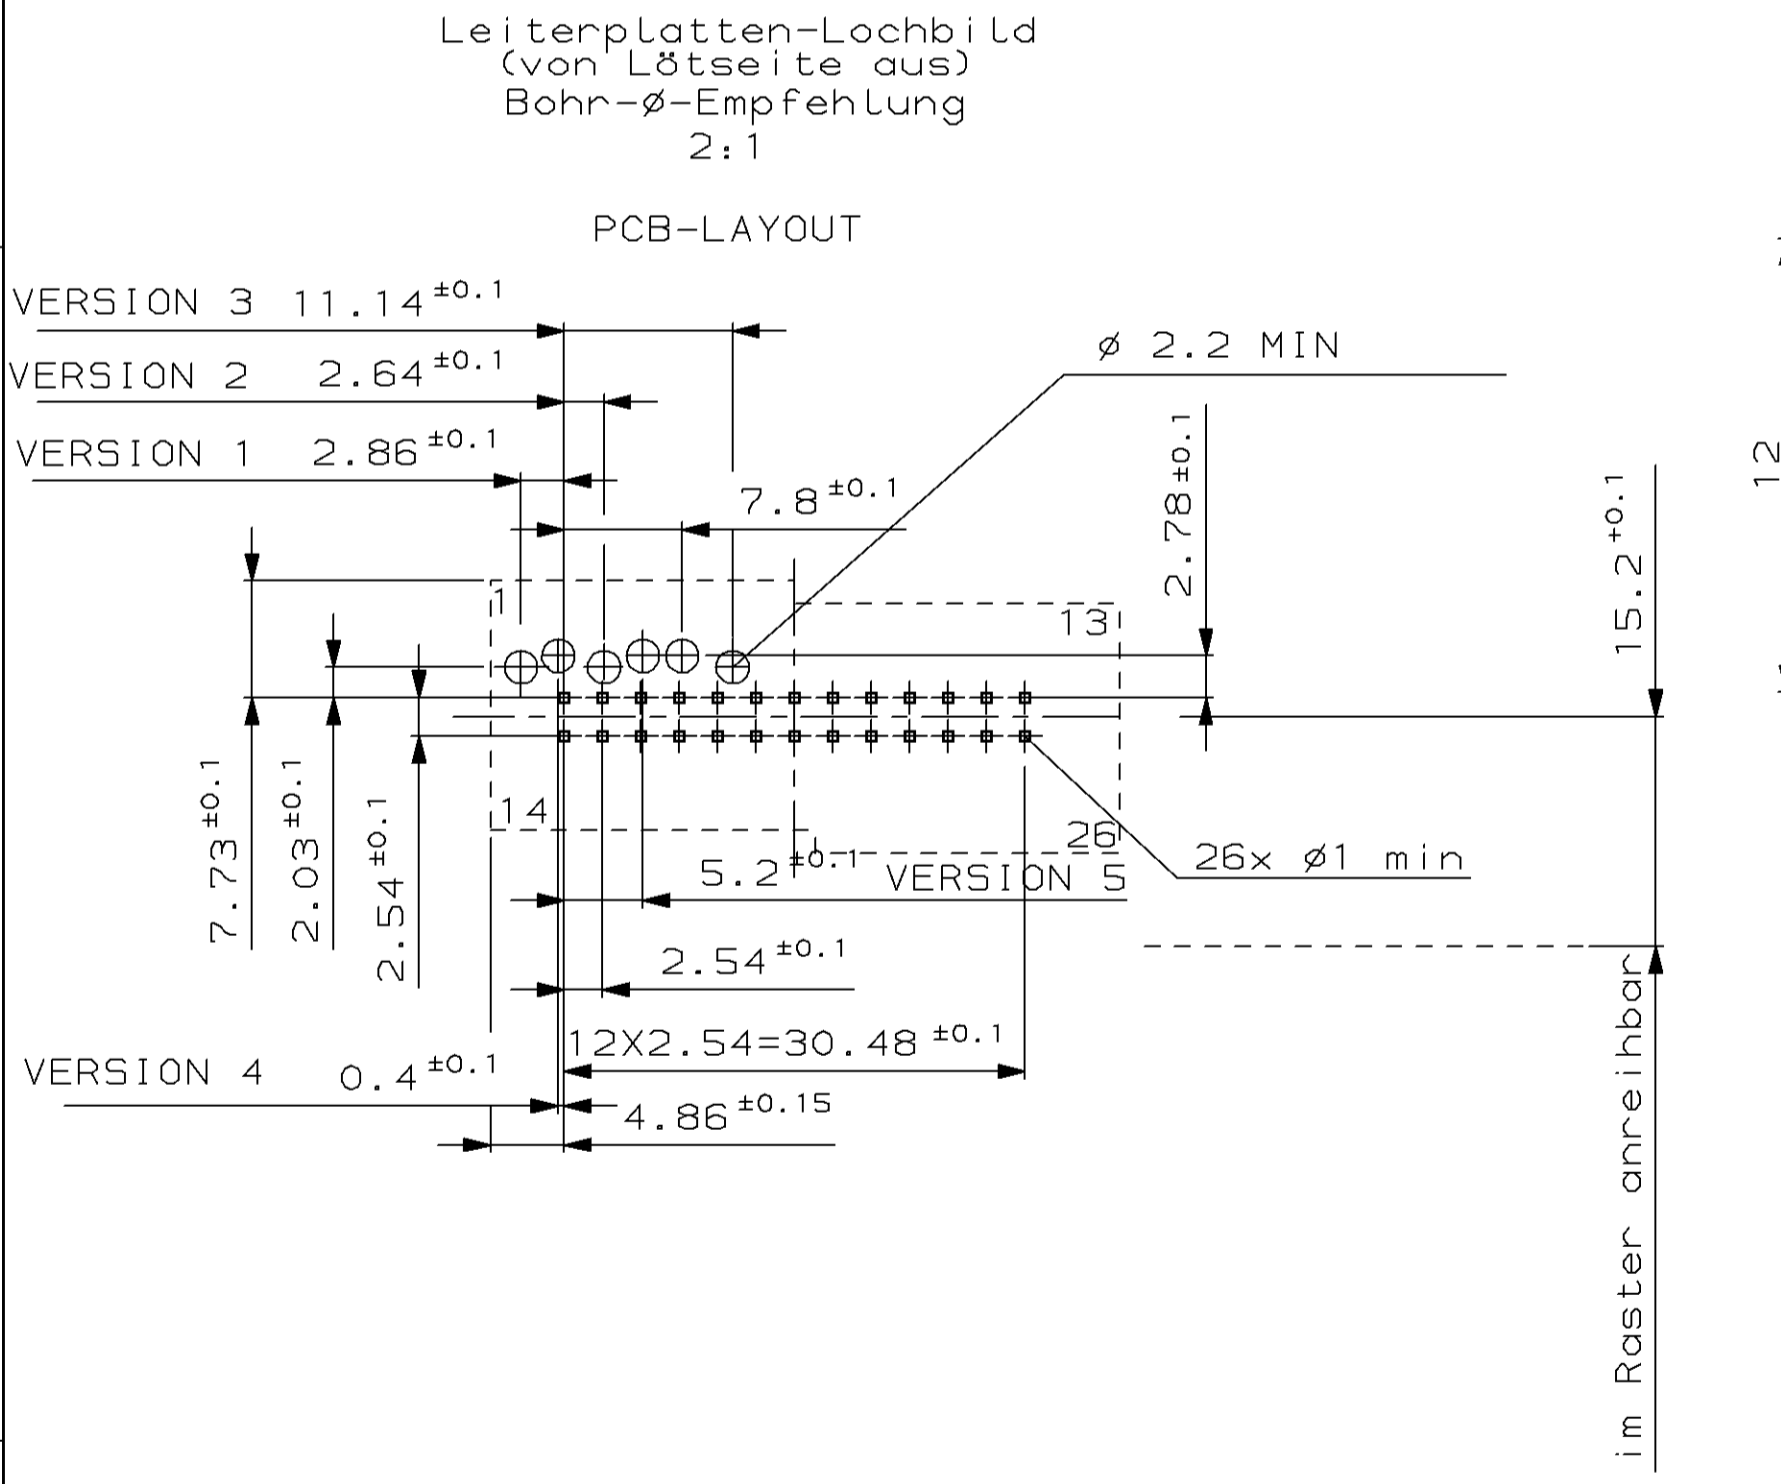 Leiterplatten-Lochbild
(von Lötseite aus)
Bohr-ø-Empfehlung
2:1
PCB-LAYOUT
VERSION 3 11.14 ±0.1
VERSION 2 2.64 ±0.1
VERSION 1 2.86 ±0.1
ø 2.2 MIN
7.8 ±0.1
2.78±0.1
15.2 +0.1
12
1
13
14
26
7.73 ±0.1
2.03 ±0.1
2.54 ±0.1
5.2 ±0.1 VERSION 5
26x ø1 min
2.54 ±0.1
12X2.54=30.48 ±0.1
VERSION 4 0.4 ±0.1
4.86 ±0.15
im Raster anreihbar